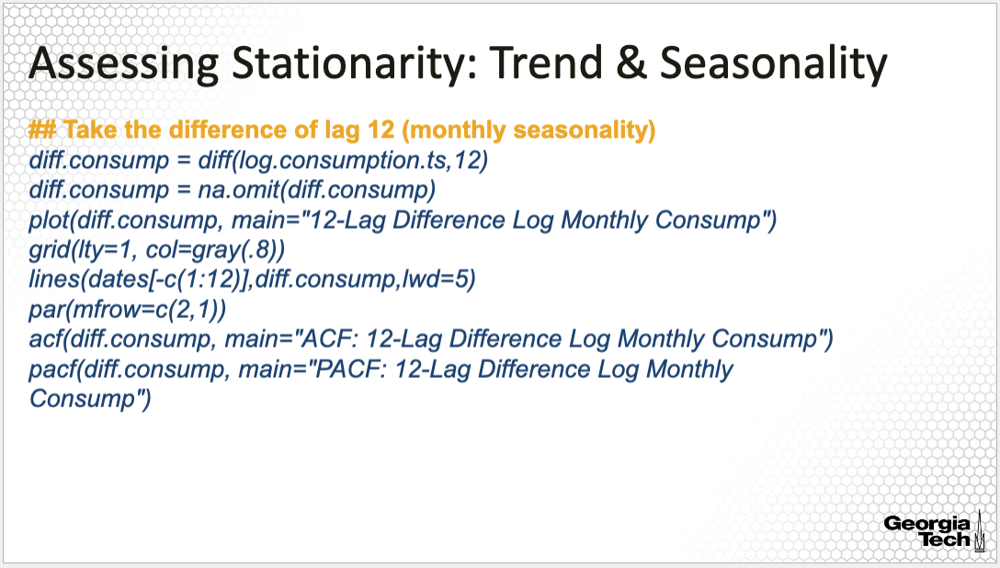 Assessing Stationarity: Trend & Seasonality
## Take the difference of lag 12 (monthly seasonality)
diff.consump = diff(log.consumption.ts,12)
diff.consump = na.omit(diff.consump)
plot(diff.consump, main="12-Lag Difference Log Monthly Consump")
grid(lty=1, col=gray(.8))
lines(dates[-c(1:12)],diff.consump,lwd=5)
par(mfrow=c(2,1))
acf(diff.consump, main="ACF: 12-Lag Difference Log Monthly Consump")
pacf(diff.consump, main="PACF: 12-Lag Difference Log Monthly
Consump")
Georgia
Tech